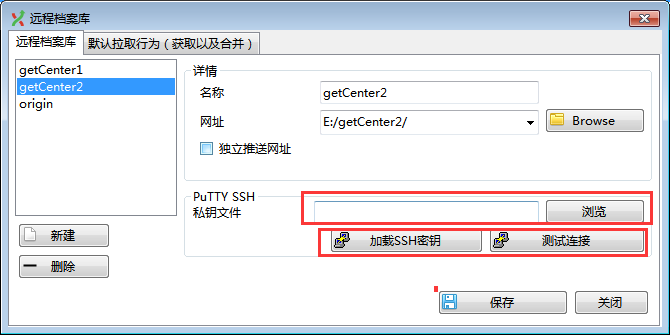 远程档案库
远程档案库 默认拉取行为（获取以及合并）
getCenter1
getCenter2
origin
新建
删除
详情
名称 getCenter2
网址 E:/getCenter2/ Browse
独立推送网址
PuTTY SSH
私钥文件 浏览
加载SSH密钥 测试连接
保存 关闭